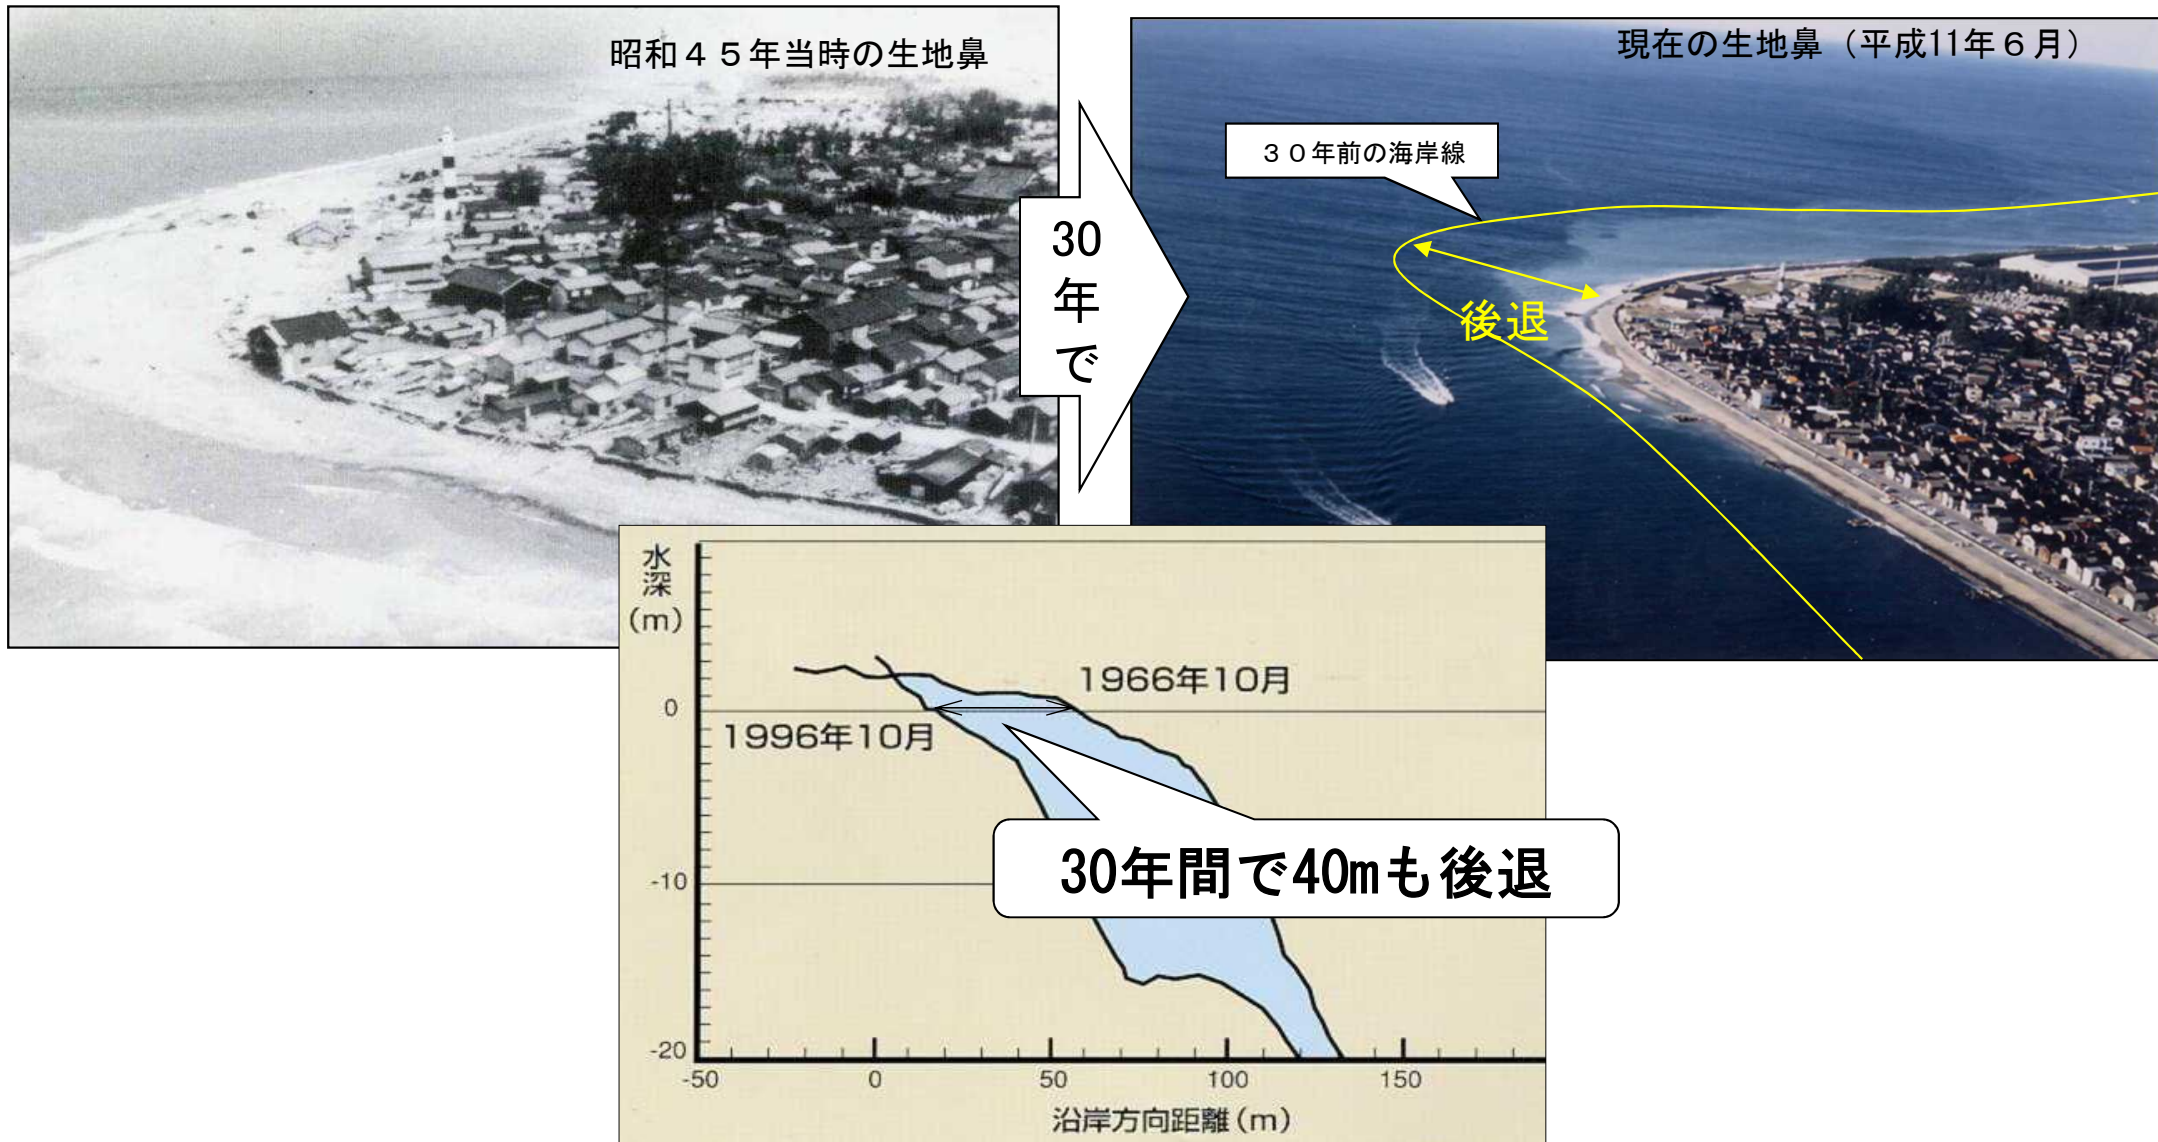 昭和４５年当時の生地鼻
現在の生地鼻（平成11年６月）
３０年前の海岸線
30
年
で
後退
水
深
(m)
1966年10月
0
1996年10月
30年間で40mも後退
-10
-20
-50
0
50
100
150
沿岸方向距離(m)